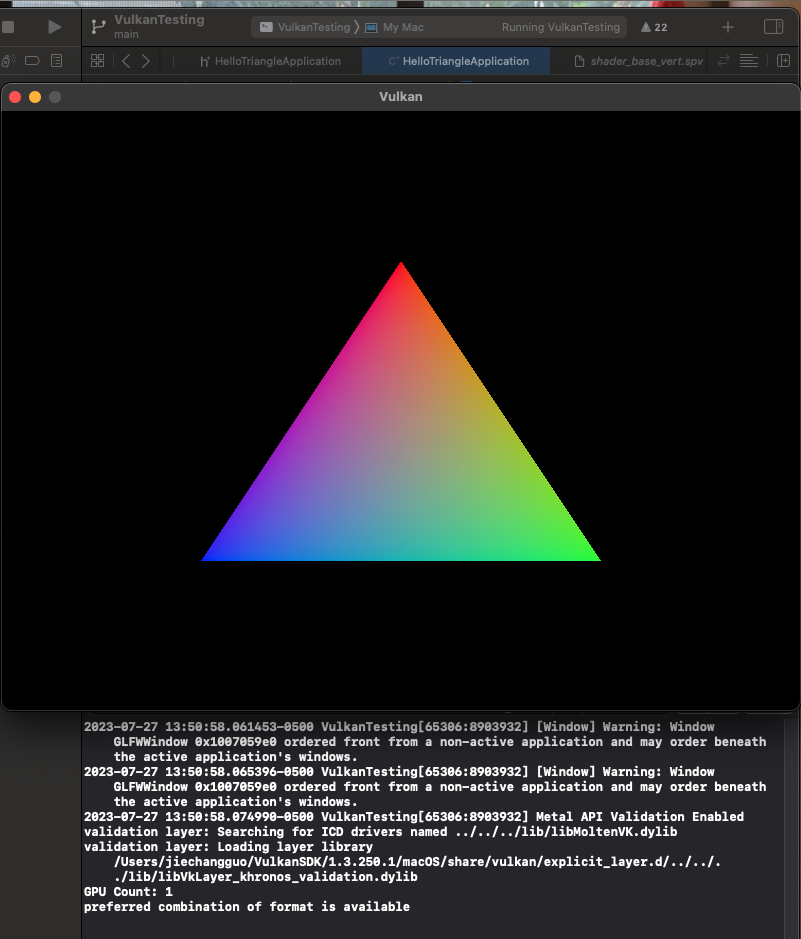 VulkanTesting
main
VulkanTesting
My Mac
Running VulkanTesting
22
h HelloTriangleApplication
C HelloTriangleApplication
shader_base_vert.spv
Vulkan
2023-07-27 13:50:58.061453-0500 VulkanTesting[65306:8903932] [Window] Warning: Window
GLFWWindow 0x1007059e0 ordered front from a non-active application and may order beneath
the active application's windows.
2023-07-27 13:50:58.065396-0500 VulkanTesting[65306:8903932] [Window] Warning: Window
GLFWWindow 0x1007059e0 ordered front from a non-active application and may order beneath
the active application's windows.
2023-07-27 13:50:58.074990-0500 VulkanTesting[65306:8903932] Metal API Validation Enabled
validation layer: Searching for ICD drivers named ../../../lib/libMoltenVK.dylib
validation layer: Loading layer library
/Users/jiechangguo/VulkanSDK/1.3.250.1/macOS/share/vulkan/explicit_layer.d/../../.
./lib/libVkLayer_khronos_validation.dylib
GPU Count: 1
preferred combination of format is available